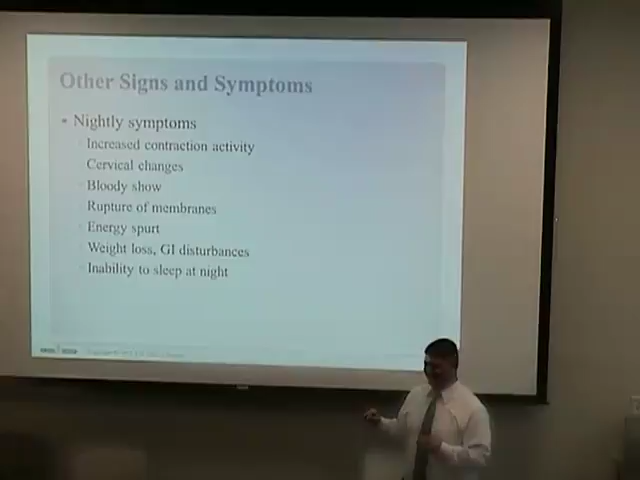 Other Signs and Symptoms
Nightly symptoms
Increased contraction activity
Cervical changes
Bloody show
Rupture of membranes
Energy spurt
Weight loss, GI disturbances
Inability to sleep at night